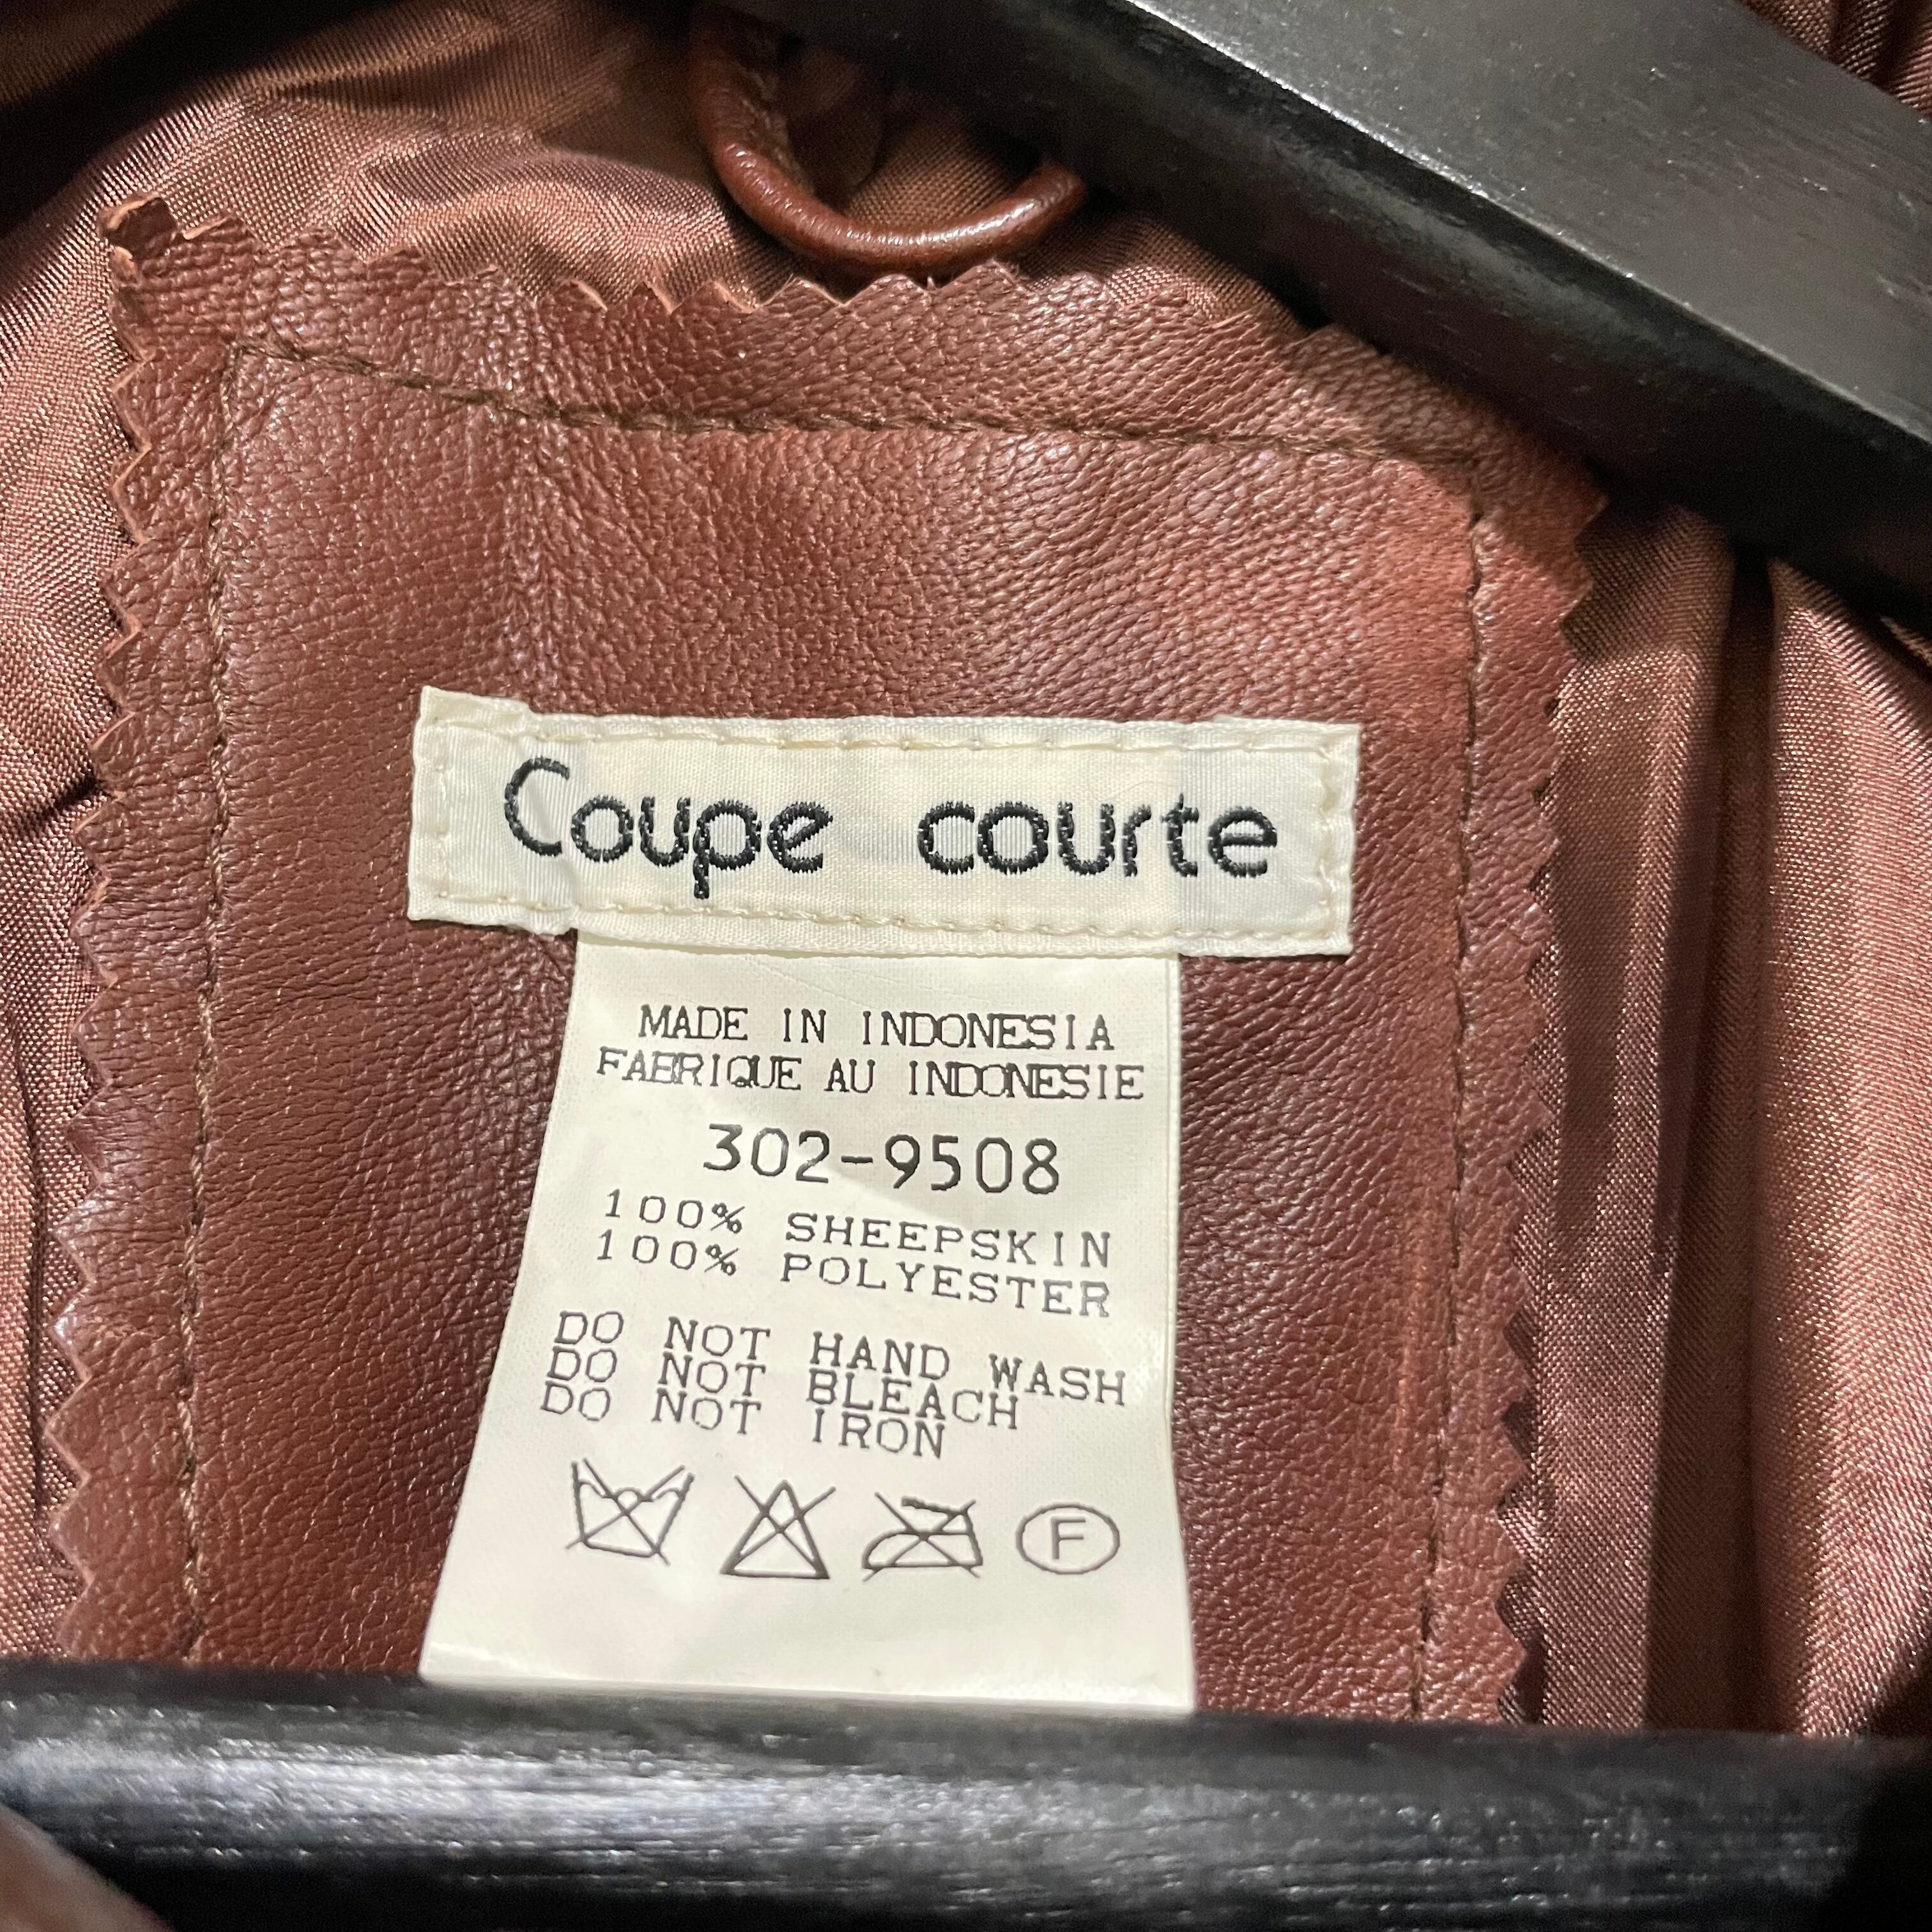 Coupe courte
MADE IN INDONESIA
FABRIQUE AU INDONESIE
302-9508
100% SHEEPSKIN
100% POLYESTER
DO NOT HAND WASH
DO NOT BLEACH
DO NOT IRON
F